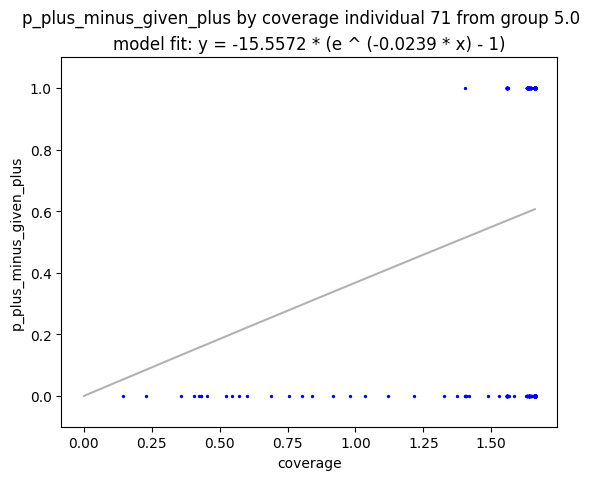 p_plus_minus_given_plus by coverage individual 71 from group 5.0
model fit: y = -15.5572 * (e ^ (-0.0239 * x) - 1)
1.0
0.8
0.6
0.4
0.2
0.0
p_plus_minus_given_plus
0.00 0.25 0.50 0.75 1.00 1.25 1.50
coverage